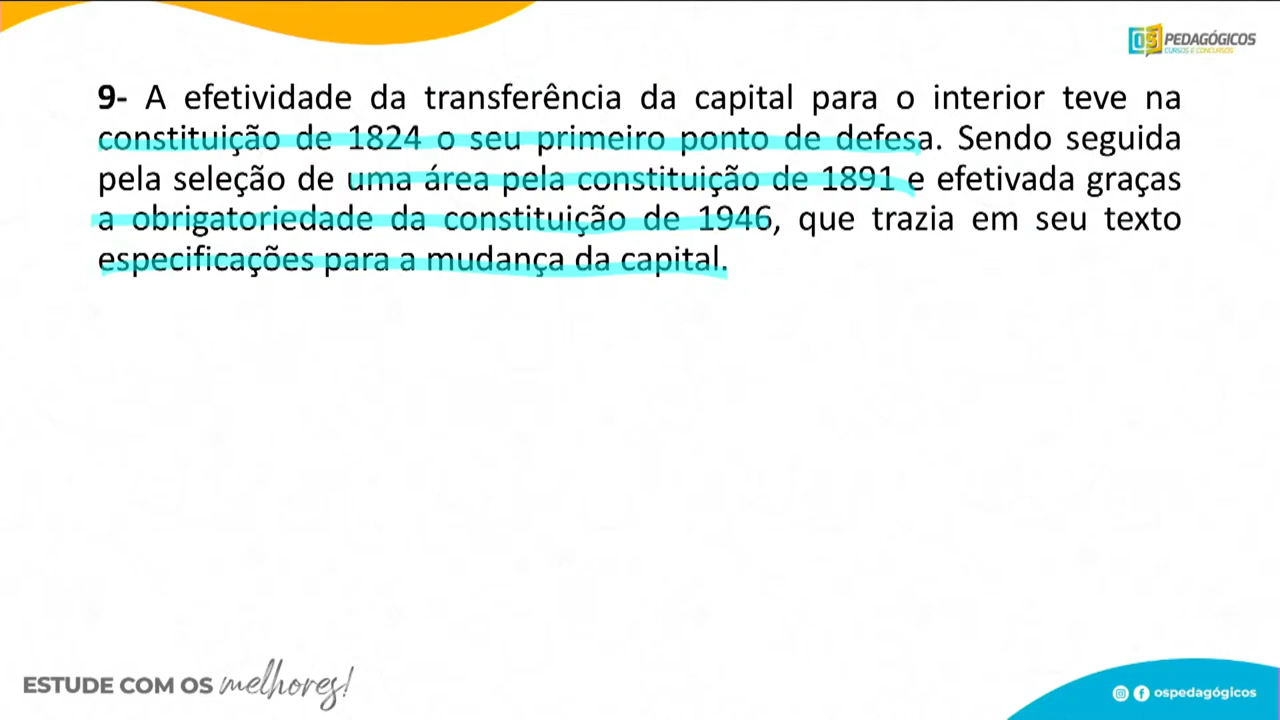 OS PEDAGÓGICOS
CURSOS E CONCURSOS
9- A efetividade da transferência da capital para o interior teve na
constituição de 1824 o seu primeiro ponto de defesa. Sendo seguida
pela seleção de uma área pela constituição de 1891 e efetivada graças
a obrigatoriedade da constituição de 1946, que trazia em seu texto
especificações para a mudança da capital.
ESTUDE COM OS melhores!
ospedagógicos